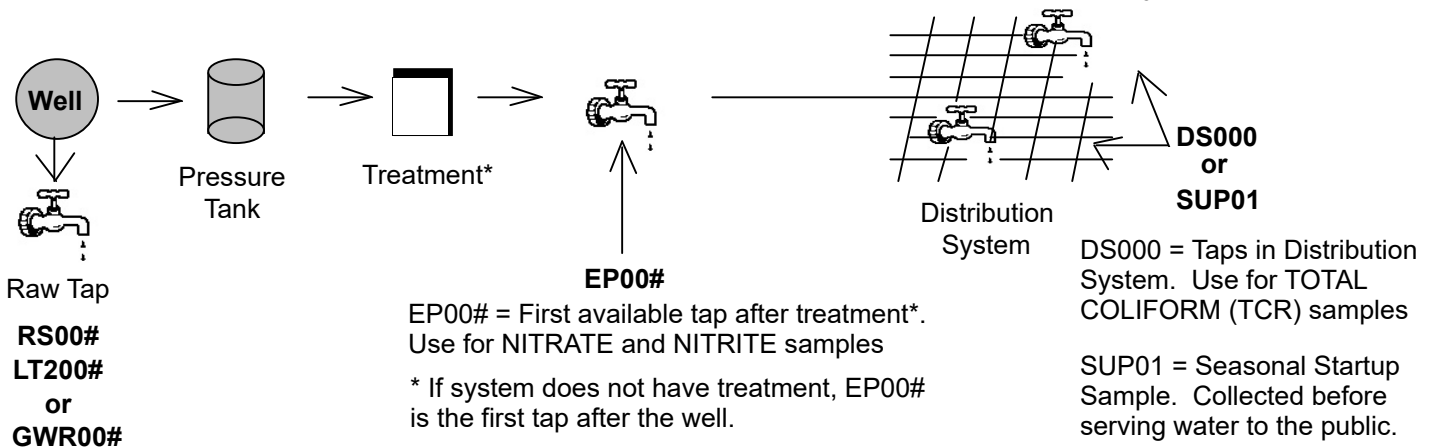 Well
Pressure
Tank
Treatment*
Raw Tap
RS00#
LT200#
or
GWR00#
EP00#
EP00# = First available tap after treatment*.
Use for NITRATE and NITRITE samples
* If system does not have treatment, EP00#
is the first tap after the well.
Distribution
System
DS000
or
SUP01
DS000 = Taps in Distribution
System. Use for TOTAL
COLIFORM (TCR) samples
SUP01 = Seasonal Startup
Sample. Collected before
serving water to the public.